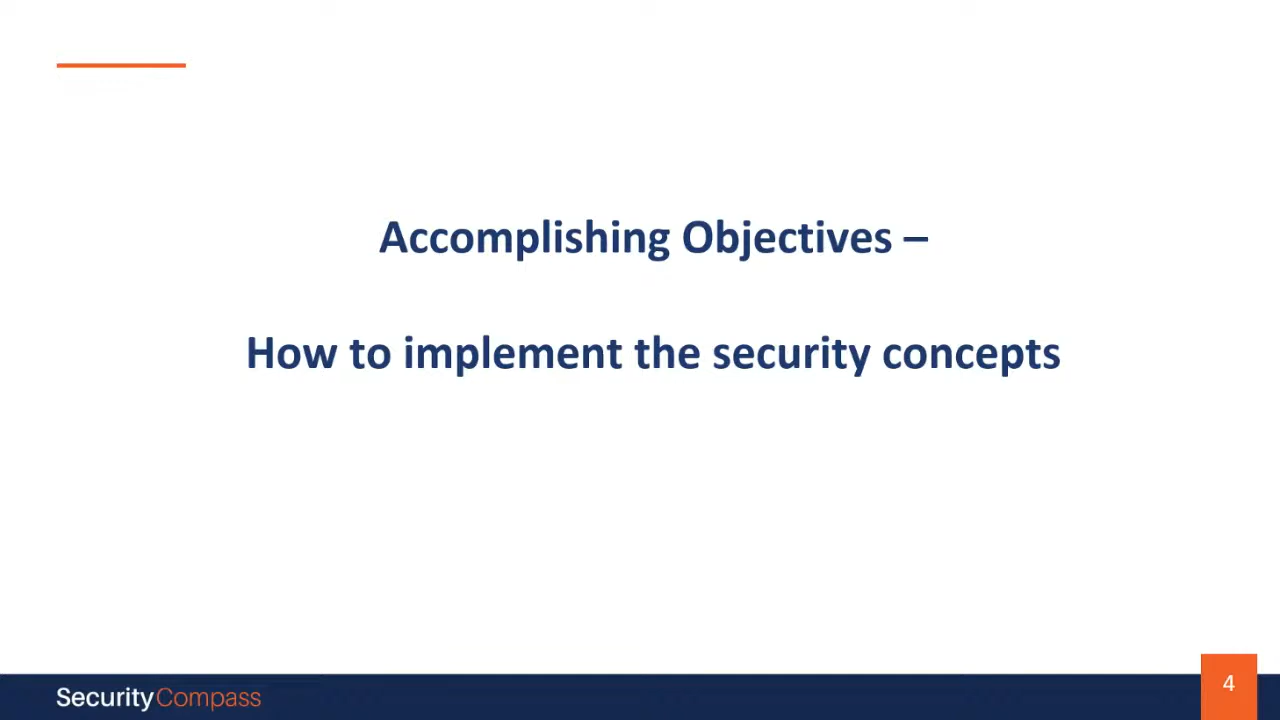 Accomplishing Objectives –
How to implement the security concepts
SecurityCompass
4